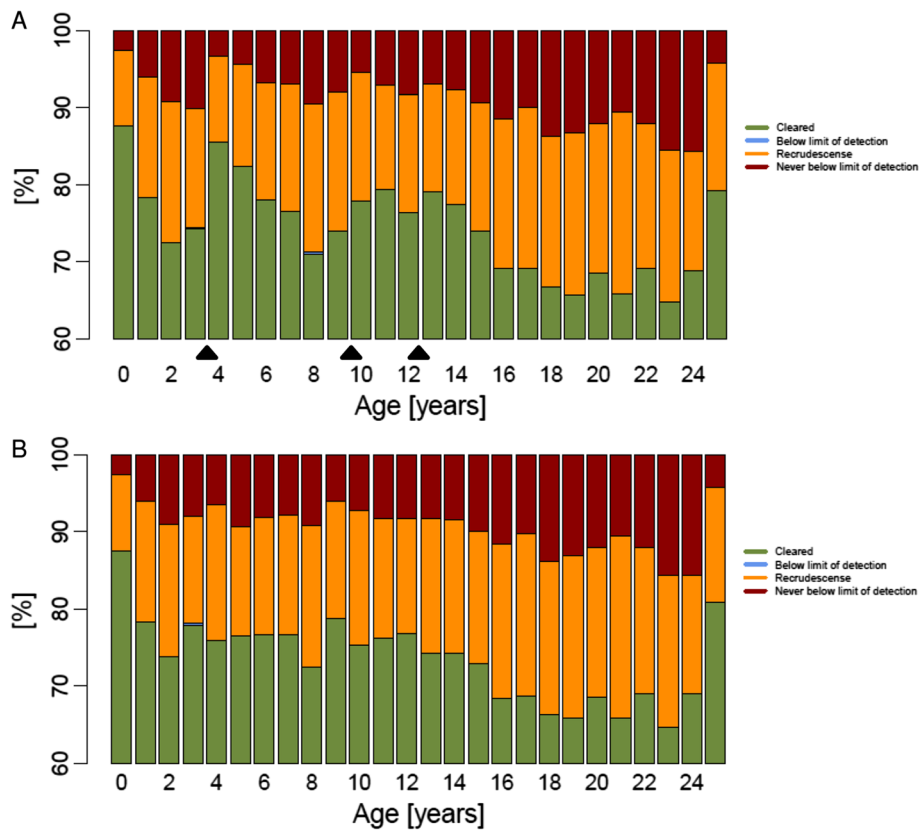 A
100
90
80
70
60
[%]
0 2 4 6 8 10 12 14 16 18 20 22 24
Age [years]
Cleared
Below limit of detection
Recrudescense
Never below limit of detection
B
100
90
80
70
60
[%]
0 2 4 6 8 10 12 14 16 18 20 22 24
Age [years]
Cleared
Below limit of detection
Recrudescense
Never below limit of detection